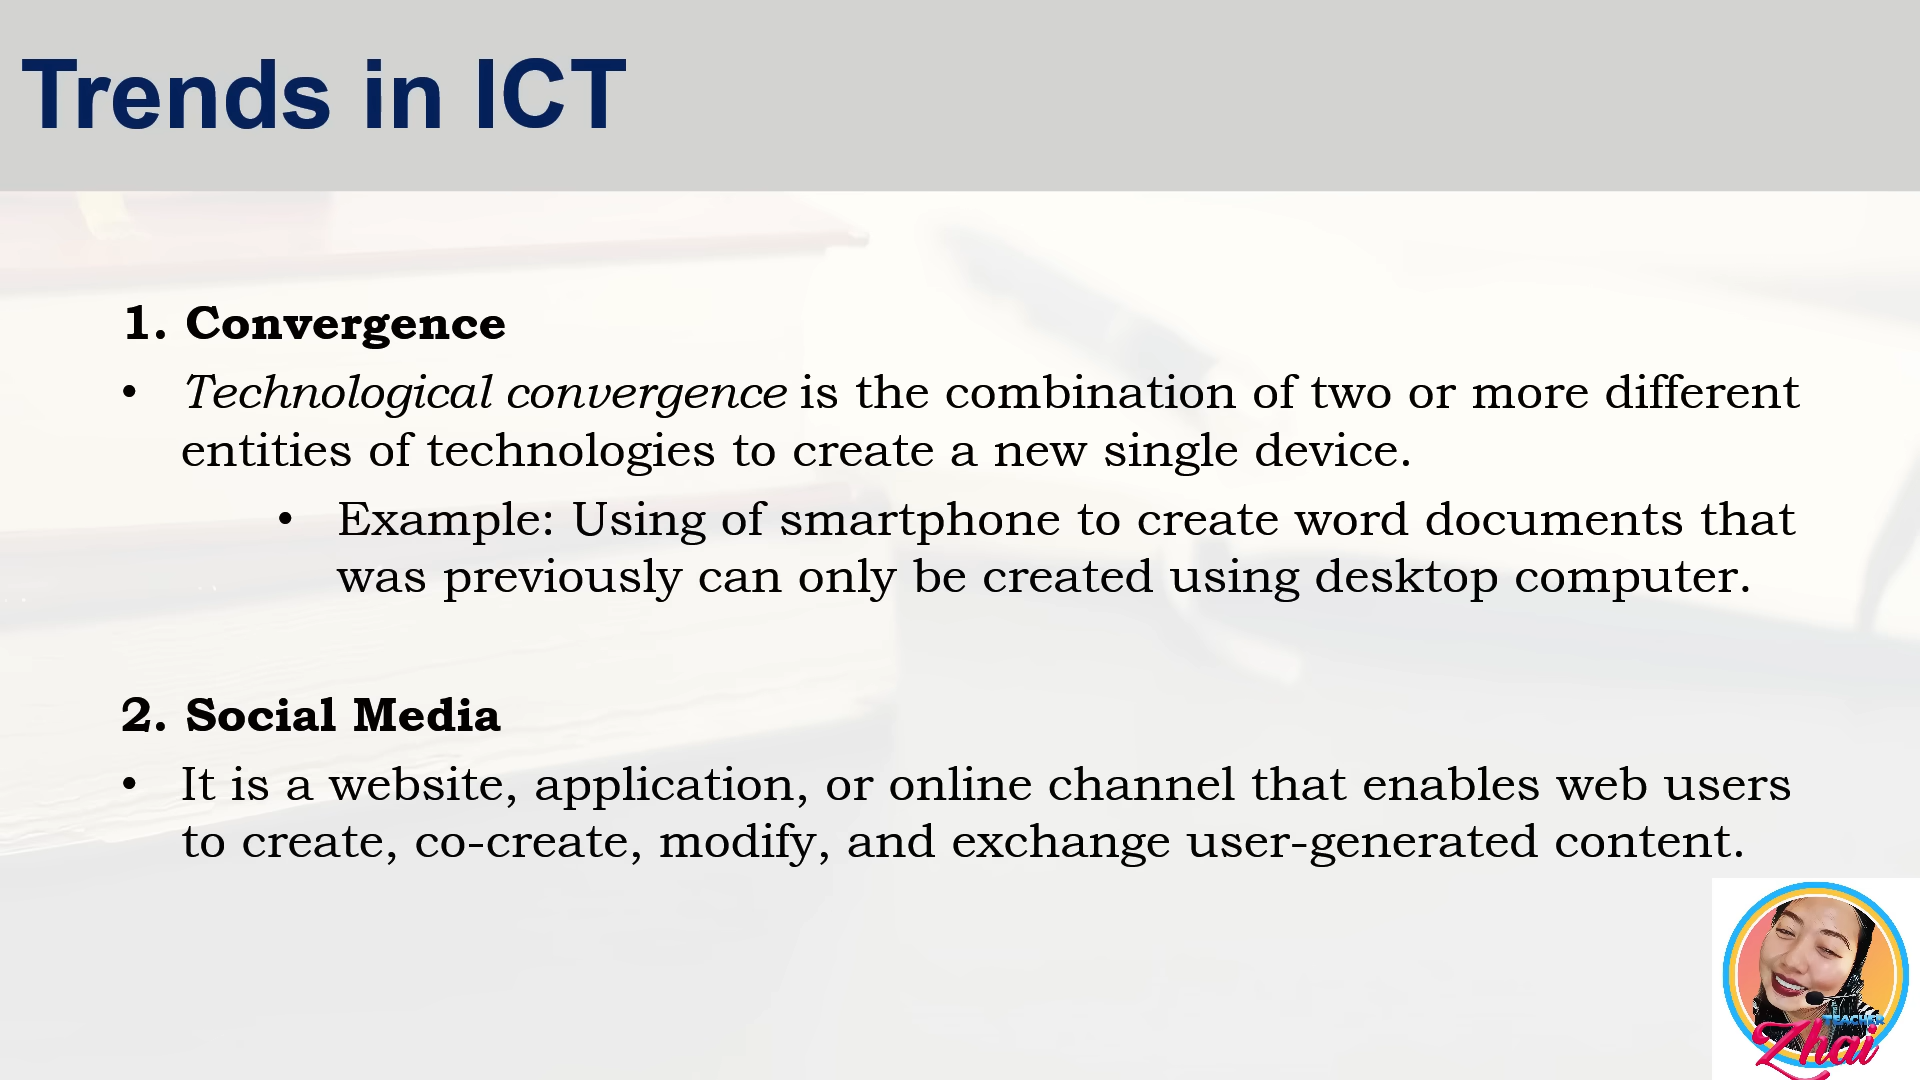 Trends in ICT
1. Convergence
• Technological convergence is the combination of two or more different
entities of technologies to create a new single device.
• Example: Using of smartphone to create word documents that
was previously can only be created using desktop computer.
2. Social Media
• It is a website, application, or online channel that enables web users
to create, co-create, modify, and exchange user-generated content.
TEACHER
Zhai